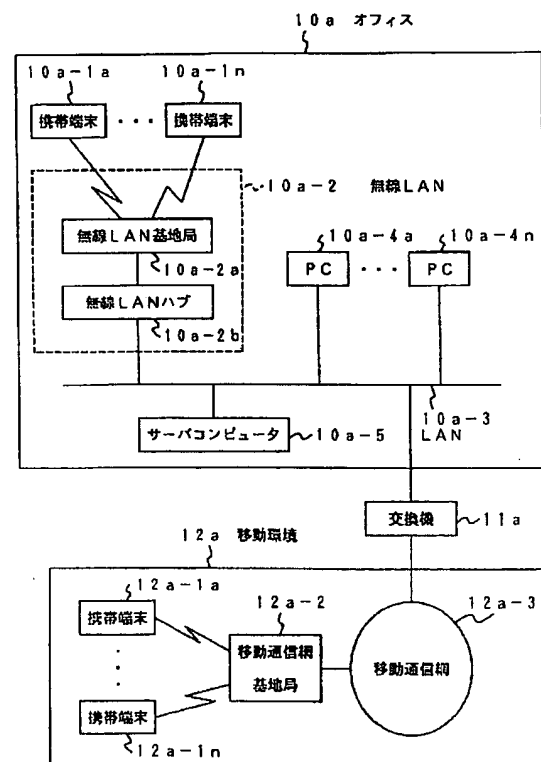 10a オフィス
10a-1a 10a-1n
携帯端末 ・・・ 携帯端末
10a-2 無線LAN
無線LAN基地局
10a-2a
無線LANハブ
10a-2b
10a-4a 10a-4n
PC ・・・ PC
10a-3
LAN
サーバコンピュータ 10a-5
交換機 11a
12a 移動環境
12a-1a
携帯端末
・・・
携帯端末
12a-1n
12a-2
移動通信網
基地局
12a-3
移動通信網